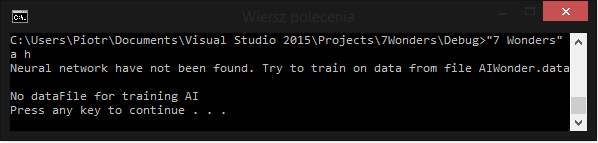 Wiersz polecenia
C:\Users\Piotr\Documents\Visual Studio 2015\Projects\7Wonders\Debug>"7 Wonders"
a h
Neural network have not been found. Try to train on data from file AIWonder.data
No dataFile for training AI
Press any key to continue . . .